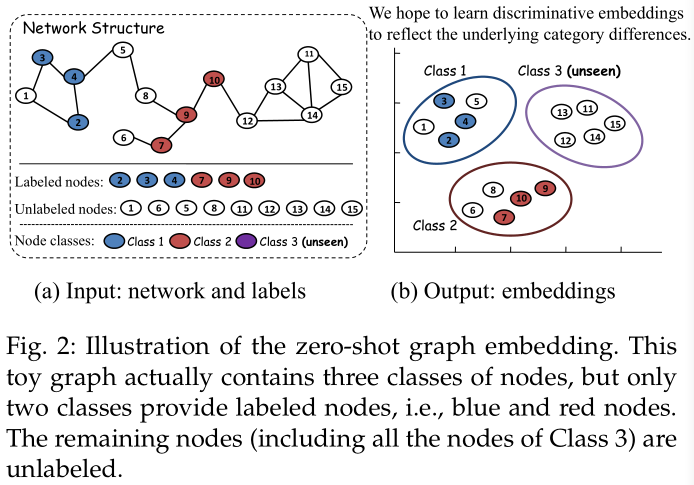 We hope to learn discriminative embeddings
to reflect the underlying category differences.
Network Structure
3
5
4
1
2
8
6
7
9
10
12
13
11
15
14
Labeled nodes: 2 3 4 7 9 10
Unlabeled nodes: 1 6 5 8 11 12 13 14 15
Node classes: Class 1 Class 2 Class 3 (unseen)
Class 1
3 5
1 4
2
Class 3 (unseen)
13 11 15
12 14
8 10 9
6 7
Class 2
(a) Input: network and labels
(b) Output: embeddings
Fig. 2: Illustration of the zero-shot graph embedding. This
toy graph actually contains three classes of nodes, but only
two classes provide labeled nodes, i.e., blue and red nodes.
The remaining nodes (including all the nodes of Class 3) are
unlabeled.